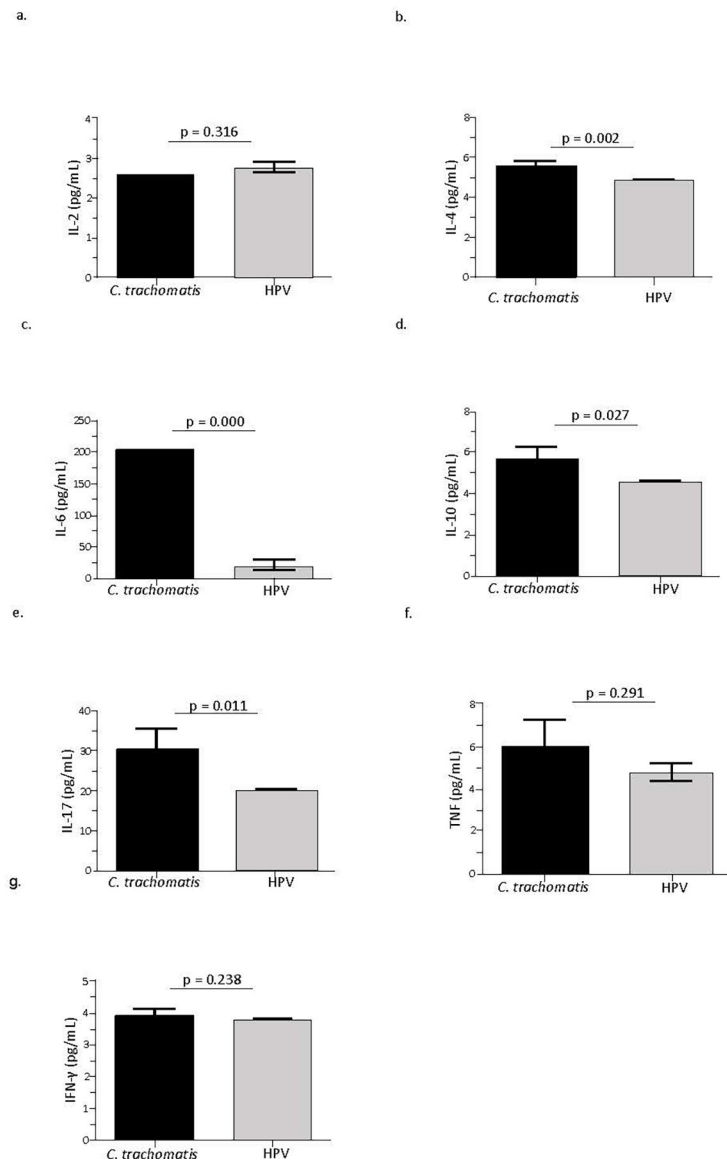 a.
b.
p = 0.316
IL-2 (pg/mL)
4
3
2
1
0
C. trachomatis
HPV
p = 0.002
IL-4 (pg/mL)
8
6
4
2
0
C. trachomatis
HPV
c.
d.
p = 0.000
IL-6 (pg/mL)
250
200
150
100
50
0
C. trachomatis
HPV
p = 0.027
IL-10 (pg/mL)
8
6
4
2
0
C. trachomatis
HPV
e.
f.
p = 0.011
IL-17 (pg/mL)
40
30
20
10
0
C. trachomatis
HPV
p = 0.291
TNF (pg/mL)
8
6
4
2
0
C. trachomatis
HPV
g.
p = 0.238
IFN-γ (pg/mL)
5
4
3
2
1
0
C. trachomatis
HPV